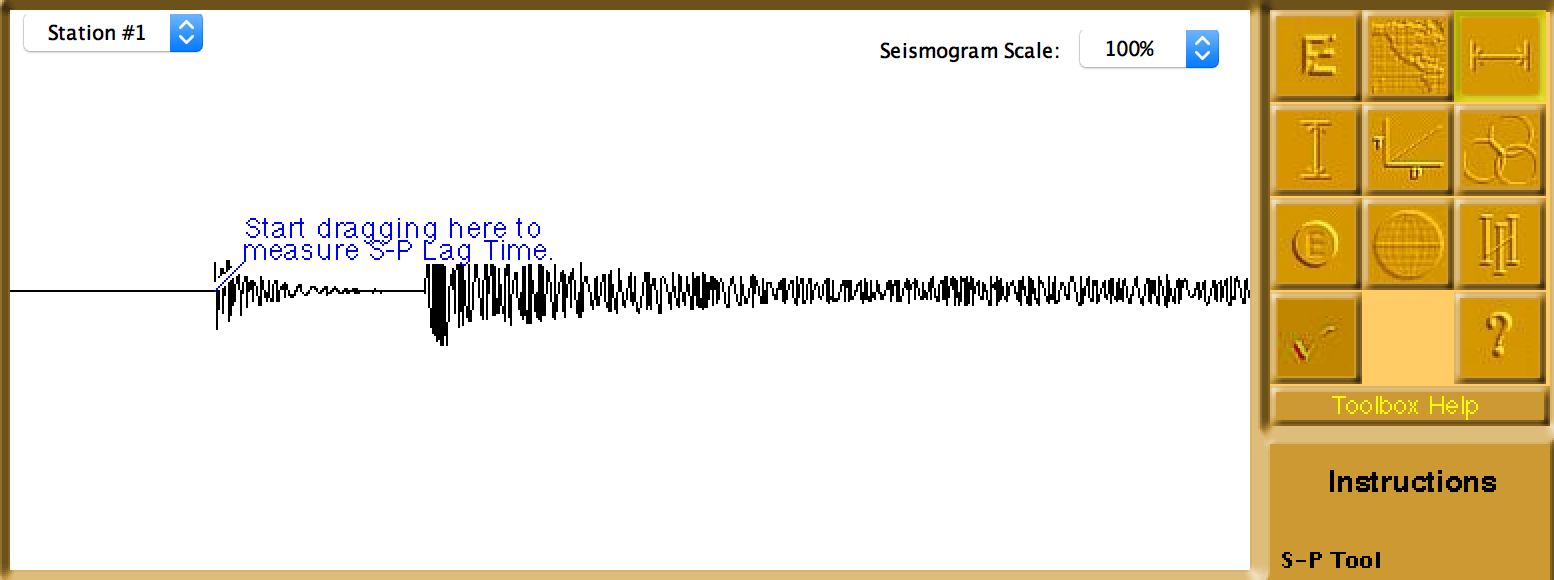 Station #1
Seismogram Scale: 100%
Start dragging here to
measure S-P Lag Time.
E
T
D
E
Toolbox Help
Instructions
S-P Tool